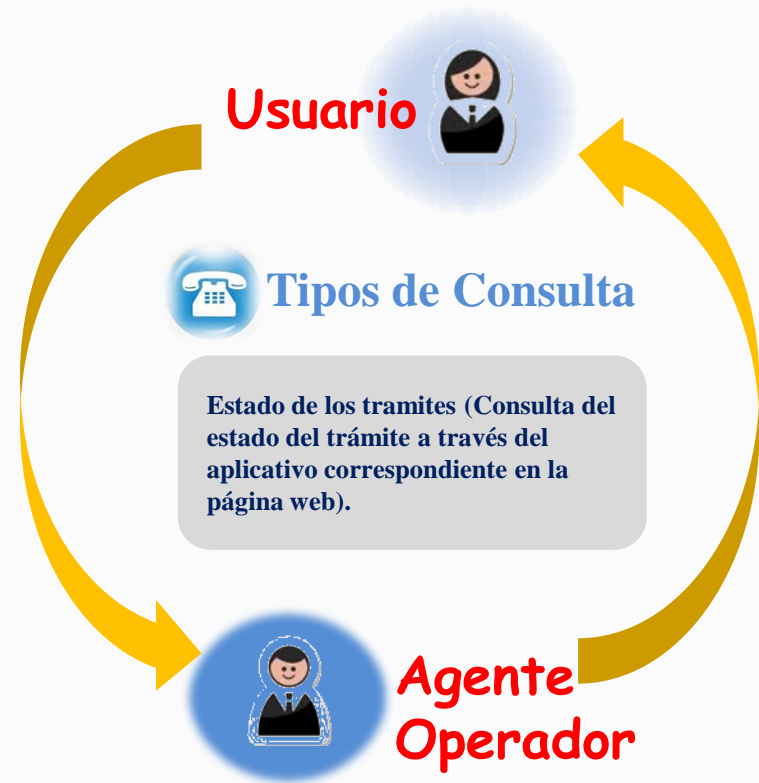 Usuario
Tipos de Consulta
Estado de los tramites (Consulta del
estado del trámite a través del
aplicativo correspondiente en la
página web).
Agente
Operador